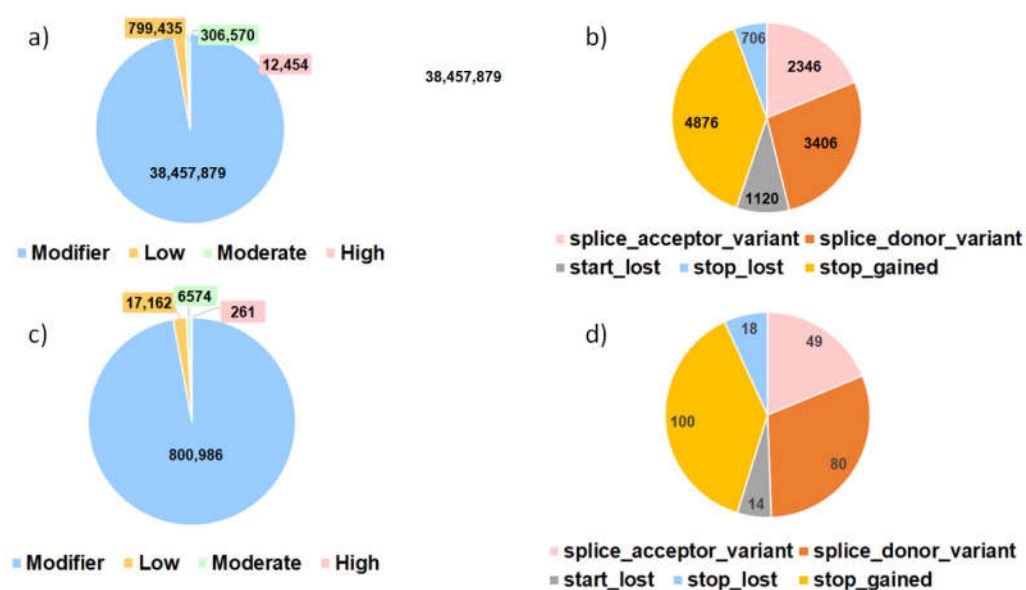 a)
799,435
306,570
12,454
38,457,879
38,457,879
Modifier Low Moderate High
b)
706
2346
4876
3406
1120
splice_acceptor_variant splice_donor_variant
start_lost stop_lost stop_gained
c)
17,162
6574
261
800,986
Modifier Low Moderate High
d)
18
49
100
80
14
splice_acceptor_variant splice_donor_variant
start_lost stop_lost stop_gained